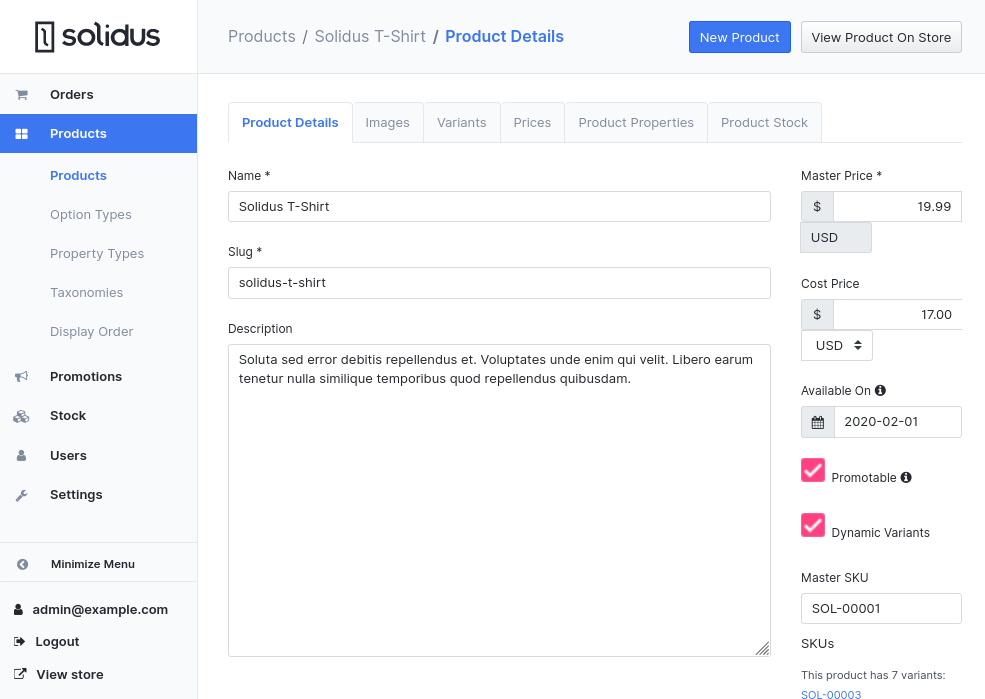 solidus
Products / Solidus T-Shirt / Product Details
New Product
View Product On Store
Orders
Products
Products
Option Types
Property Types
Taxonomies
Display Order
Promotions
Stock
Users
Settings
Minimize Menu
admin@example.com
Logout
View store
Product Details
Images
Variants
Prices
Product Properties
Product Stock
Name *
Solidus T-Shirt
Slug *
solidus-t-shirt
Description
Soluta sed error debitis repellendus et. Voluptates unde enim qui velit. Libero earum
tenetur nulla similique temporibus quod repellendus quibusdam.
Master Price *
$ 19.99
USD
Cost Price
$ 17.00
USD
Available On
2020-02-01
Promotable
Dynamic Variants
Master SKU
SOL-00001
SKUs
This product has 7 variants:
SOL-00003